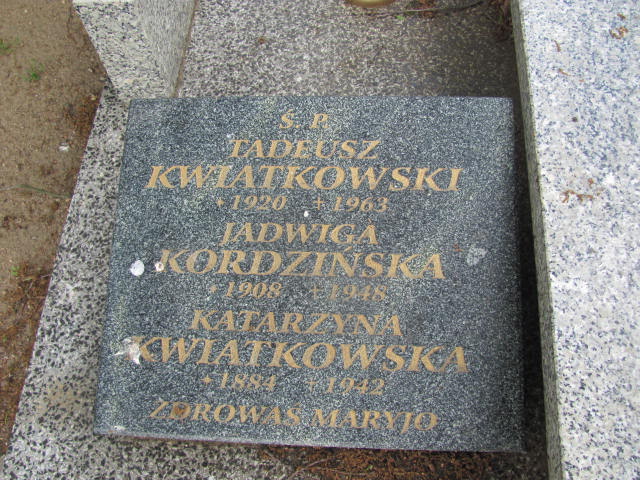 Ś. P.
TADEUSZ
KWIATKOWSKI
* 1920 + 1963
JADWIGA
KORDZIŃSKA
* 1908 + 1948
KATARZYNA
KWIATKOWSKA
* 1884 + 1942
ZDROWAŚ MARYJO